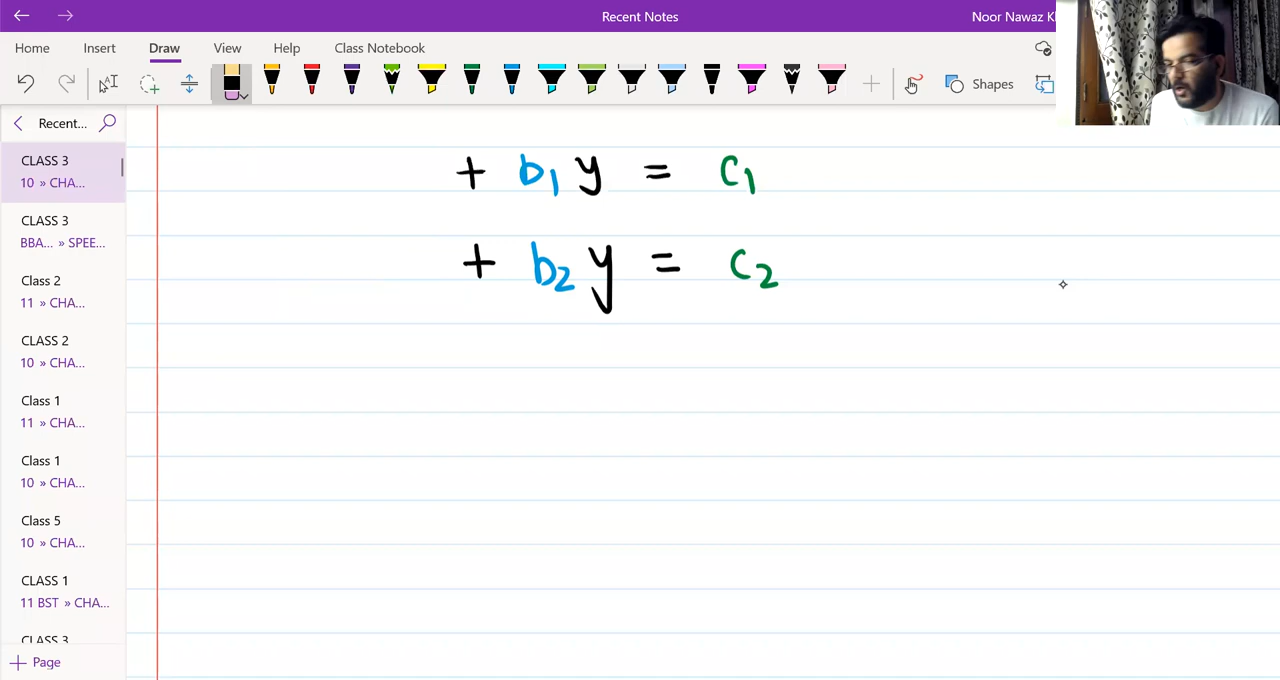 Recent Notes
Noor Nawaz
Home Insert Draw View Help Class Notebook
Shapes
Recent...
CLASS 3
10 » CHA...
CLASS 3
BBA... » SPEE...
Class 2
11 » CHA...
CLASS 2
10 » CHA...
Class 1
11 » CHA...
Class 1
10 » CHA...
Class 5
10 » CHA...
CLASS 1
11 BST » CHA...
CLASS 3
+ Page
+ b₁ y = c₁
+ b₂ y = c₂